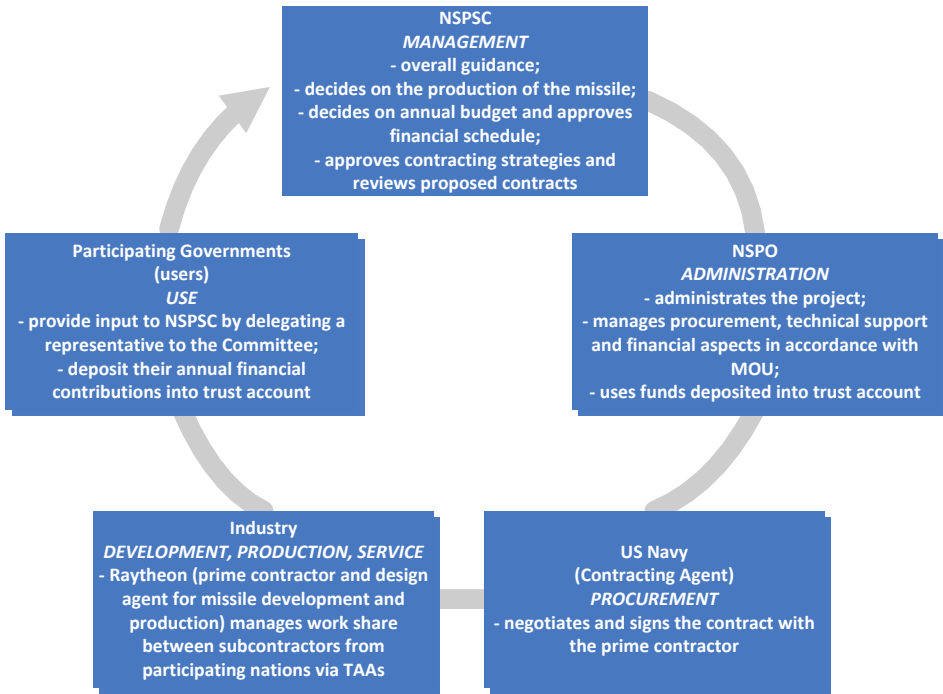 NSPSC
MANAGEMENT
- overall guidance;
- decides on the production of the missile;
- decides on annual budget and approves
financial schedule;
- approves contracting strategies and
reviews proposed contracts
Participating Governments
(users)
USE
- provide input to NSPSC by delegating a
representative to the Committee;
- deposit their annual financial
contributions into trust account
NSPO
ADMINISTRATION
- administrates the project;
- manages procurement, technical support
and financial aspects in accordance with
MOU;
- uses funds deposited into trust account
Industry
DEVELOPMENT, PRODUCTION, SERVICE
- Raytheon (prime contractor and design
agent for missile development and
production) manages work share
between subcontractors from
participating nations via TAAs
US Navy
(Contracting Agent)
PROCUREMENT
- negotiates and signs the contract with
the prime contractor